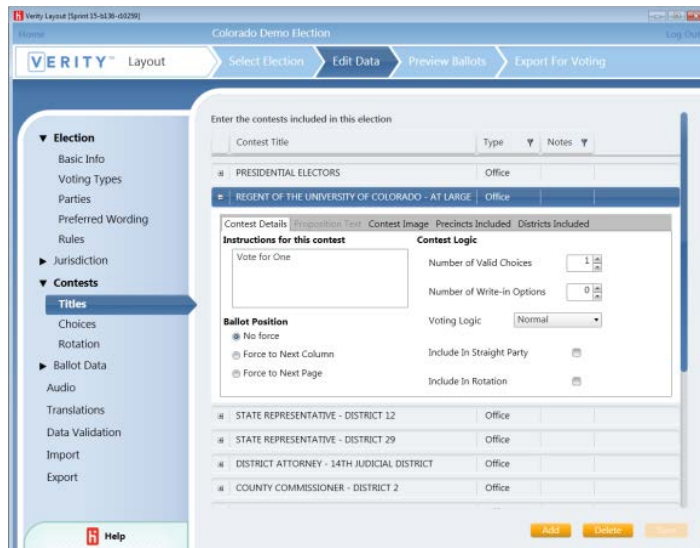 Verity Layout [Sprint 15-b136-cb0259]
Home
Colorado Demo Election
Log Out
VERITY™ Layout
Select Election
Edit Data
Preview Ballots
Export For Voting
Election
Basic Info
Voting Types
Parties
Preferred Wording
Rules
Jurisdiction
Contests
Titles
Choices
Rotation
Ballot Data
Audio
Translations
Data Validation
Import
Export
Help
Enter the contests included in this election
Contest Title Type Notes
PRESIDENTIAL ELECTORS Office
REGENT OF THE UNIVERSITY OF COLORADO - AT LARGE Office
Contest Details Proposition Text Contest Image Precincts Included Districts Included
Instructions for this contest
Vote for One
Ballot Position
No force
Force to Next Column
Force to Next Page
Contest Logic
Number of Valid Choices 1
Number of Write-in Options 0
Voting Logic Normal
Include In Straight Party
Include In Rotation
STATE REPRESENTATIVE - DISTRICT 12 Office
STATE REPRESENTATIVE - DISTRICT 29 Office
DISTRICT ATTORNEY - 14TH JUDICIAL DISTRICT Office
COUNTY COMMISSIONER - DISTRICT 2 Office
Add
Delete